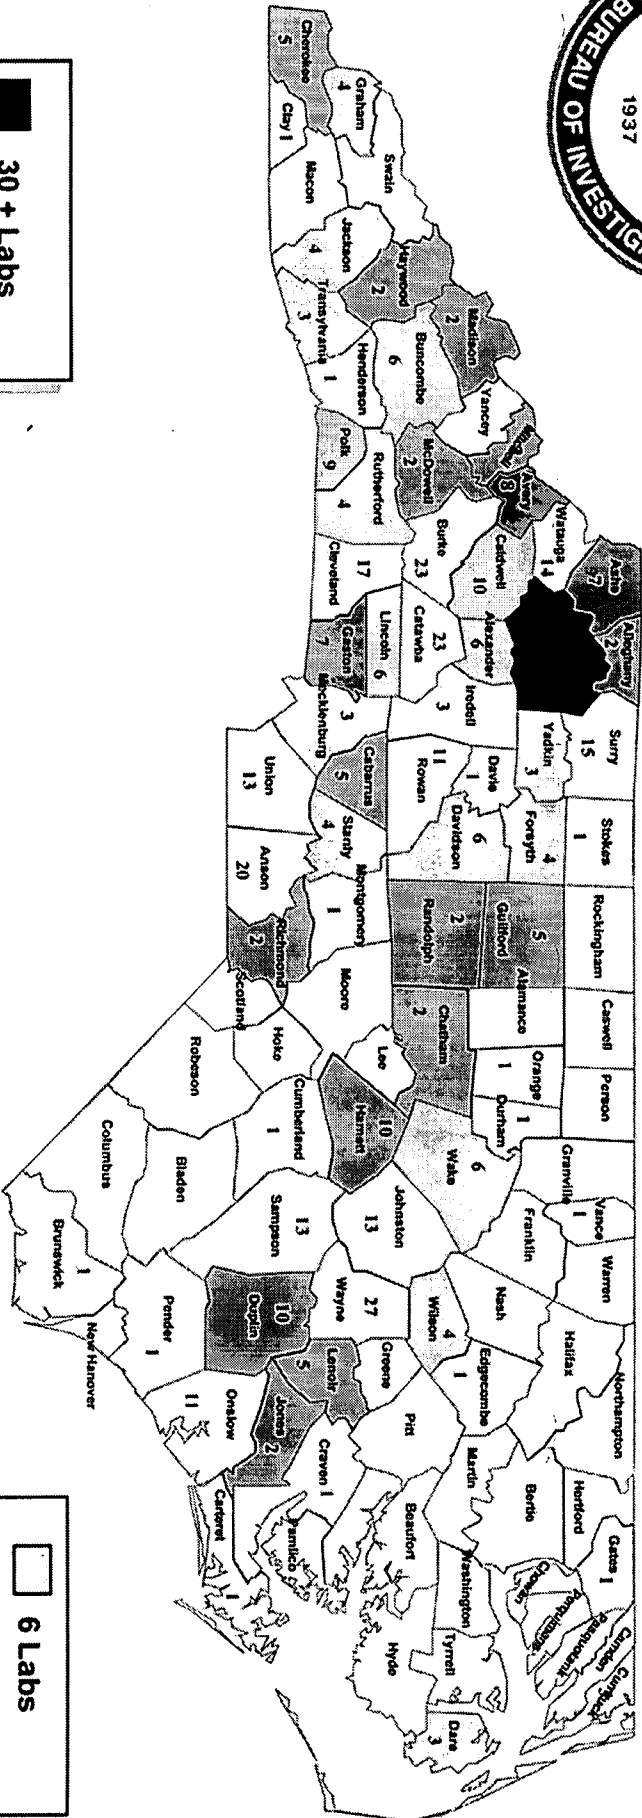 BUREAU OF INVESTIG
1937
30 + Labs
6 Labs
Cherokee
5
Graham
4
Clay 1
Swain
Macon
Jackson
4
Haywood
2
Transylvania
3
Madison
2
Buncombe
6
Henderson
1
Yancey
Mitchell
Avery
8
McDowell
2
Polk
9
Rutherford
4
Watauga
14
Ashe
7
Alleghany
2
Caldwell
10
Burke
23
Cleveland
17
Alexander
6
Catawba
23
Lincoln 6
Gaston
7
Surry
15
Yadkin
3
Iredell
3
Mecklenburg
3
Davie
1
Rowan
11
Cabarrus
5
Union
13
Stokes
1
Forsyth
4
Davidson
6
Stanly
4
Anson
20
Rockingham
Guilford
5
Randolph
2
Montgomery
1
Richmond
2
Caswell
Alamance
Chatham
2
Moore
Scotland
Person
Orange
1
Durham
1
Lee
Hoke
Robeson
Granville
Vance
1
Wake
6
Harnett
10
Cumberland
1
Bladen
Columbus
Warren
Franklin
Johnston
13
Sampson
13
Brunswick
1
Halifax
Nash
Wilson
4
Wayne
27
Duplin
10
Pender
1
New Hanover
Northampton
Edgecombe
1
Greene
Lenoir
5
Jones
2
Onslow
11
Hertford
Bertie
Martin
Pitt
Craven 1
Carteret
1
Gates 1
Chowan
Perquimans
Pasquotank
Camden
Currituck
Washington
Tyrrell
Dare
3
Beaufort
Hyde
Pamlico